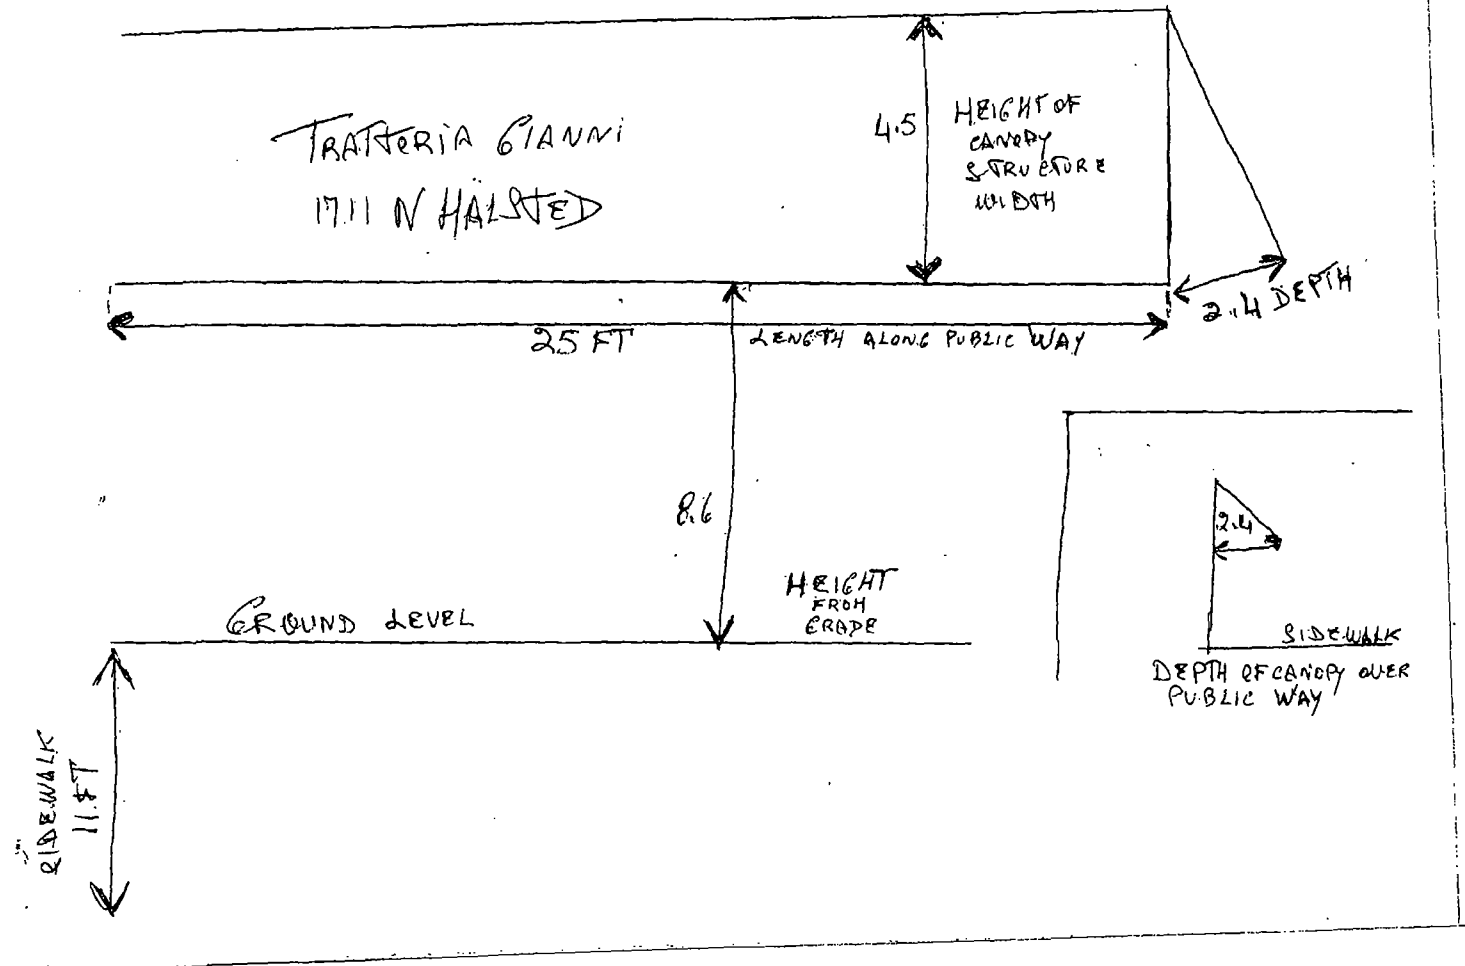 TRATTERIA GIANNI
1711 N HALSTED
4.5
HEIGHT OF
CANOPY
STRUCTURE
WIDTH
2.4 DEPTH
25 FT
LENGTH ALONG PUBLIC WAY
8.6
HEIGHT
FROM
GRADE
GROUND LEVEL
2.4
SIDEWALK
DEPTH OF CANOPY OVER
PUBLIC WAY
SIDEWALK
11.FT